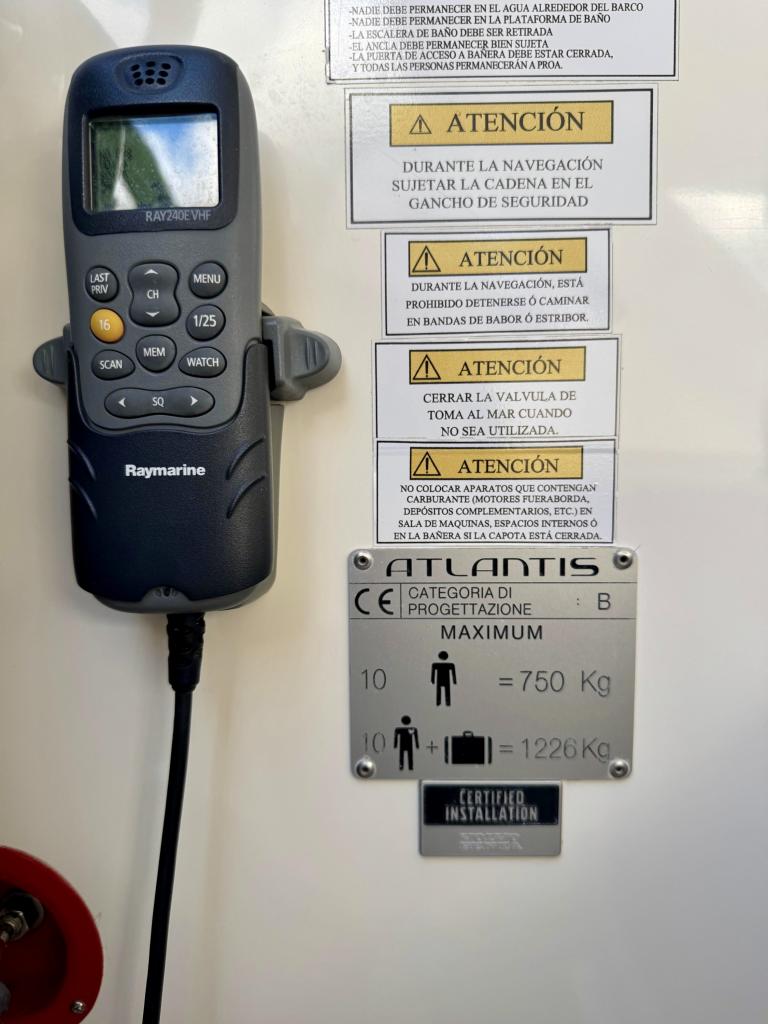 -NADIE DEBE PERMANECER EN EL AGUA ALREDEDOR DEL BARCO
-NADIE DEBE PERMANECER EN LA PLATAFORMA DE BAÑO
-LA ESCALERA DE BAÑO DEBE SER RETIRADA
-EL ANCLA DEBE PERMANECER BIEN SUJETA
-LA PUERTA DE ACCESO A BAÑERA DEBE ESTAR CERRADA,
Y TODAS LAS PERSONAS PERMANECERÁN A PROA.
ATENCIÓN
DURANTE LA NAVEGACIÓN
SUJETAR LA CADENA EN EL
GANCHO DE SEGURIDAD
ATENCIÓN
DURANTE LA NAVEGACIÓN, ESTÁ
PROHIBIDO DETENERSE Ó CAMINAR
EN BANDAS DE BABOR Ó ESTRIBOR.
ATENCIÓN
CERRAR LA VALVULA DE
TOMA AL MAR CUANDO
NO SEA UTILIZADA.
ATENCIÓN
NO COLOCAR APARATOS QUE CONTENGAN
CARBURANTE (MOTORES FUERABORDA,
DEPÓSITOS COMPLEMENTARIOS, ETC.) EN
SALA DE MAQUINAS, ESPACIOS INTERNOS Ó
EN LA BAÑERA SI LA CAPOTA ESTÁ CERRADA.
RAY240E VHF
LAST PRIV
CH
MENU
16
1/25
SCAN
MEM
WATCH
SQ
Raymarine
ATLANTIS
CE CATEGORIA DI
PROGETTAZIONE : B
MAXIMUM
10 = 750 Kg
10 + = 1226 Kg
CERTIFIED
INSTALLATION